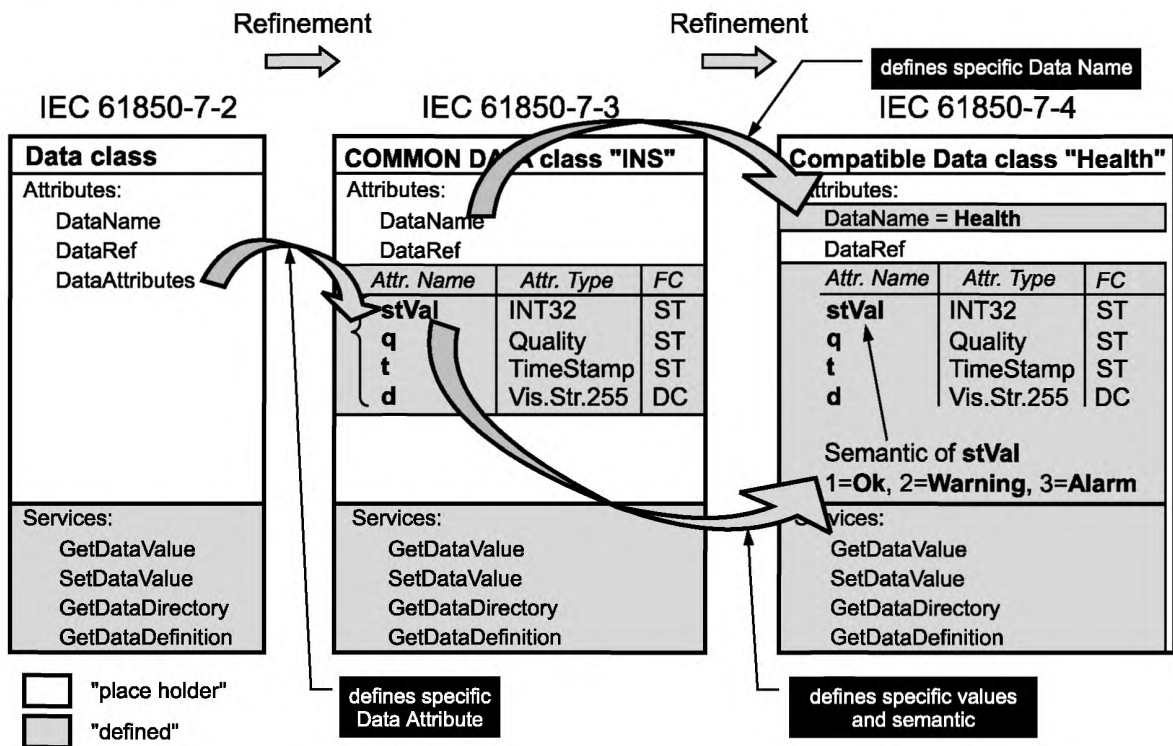 Refinement
Refinement
defines specific Data Name
IEC 61850-7-2
IEC 61850-7-3
IEC 61850-7-4
Data class
Attributes:
DataName
DataRef
DataAttributes
Services:
GetDataValue
SetDataValue
GetDataDirectory
GetDataDefinition
COMMON DATA class "INS"
Attributes:
DataName
DataRef
Attr. Name Attr. Type FC
stVal INT32 ST
q Quality ST
t TimeStamp ST
d Vis.Str.255 DC
Services:
GetDataValue
SetDataValue
GetDataDirectory
GetDataDefinition
Compatible Data class "Health"
Attributes:
DataName = Health
DataRef
Attr. Name Attr. Type FC
stVal INT32 ST
q Quality ST
t TimeStamp ST
d Vis.Str.255 DC
Semantic of stVal
1=Ok, 2=Warning, 3=Alarm
Services:
GetDataValue
SetDataValue
GetDataDirectory
GetDataDefinition
"place holder"
"defined"
defines specific
Data Attribute
defines specific values
and semantic